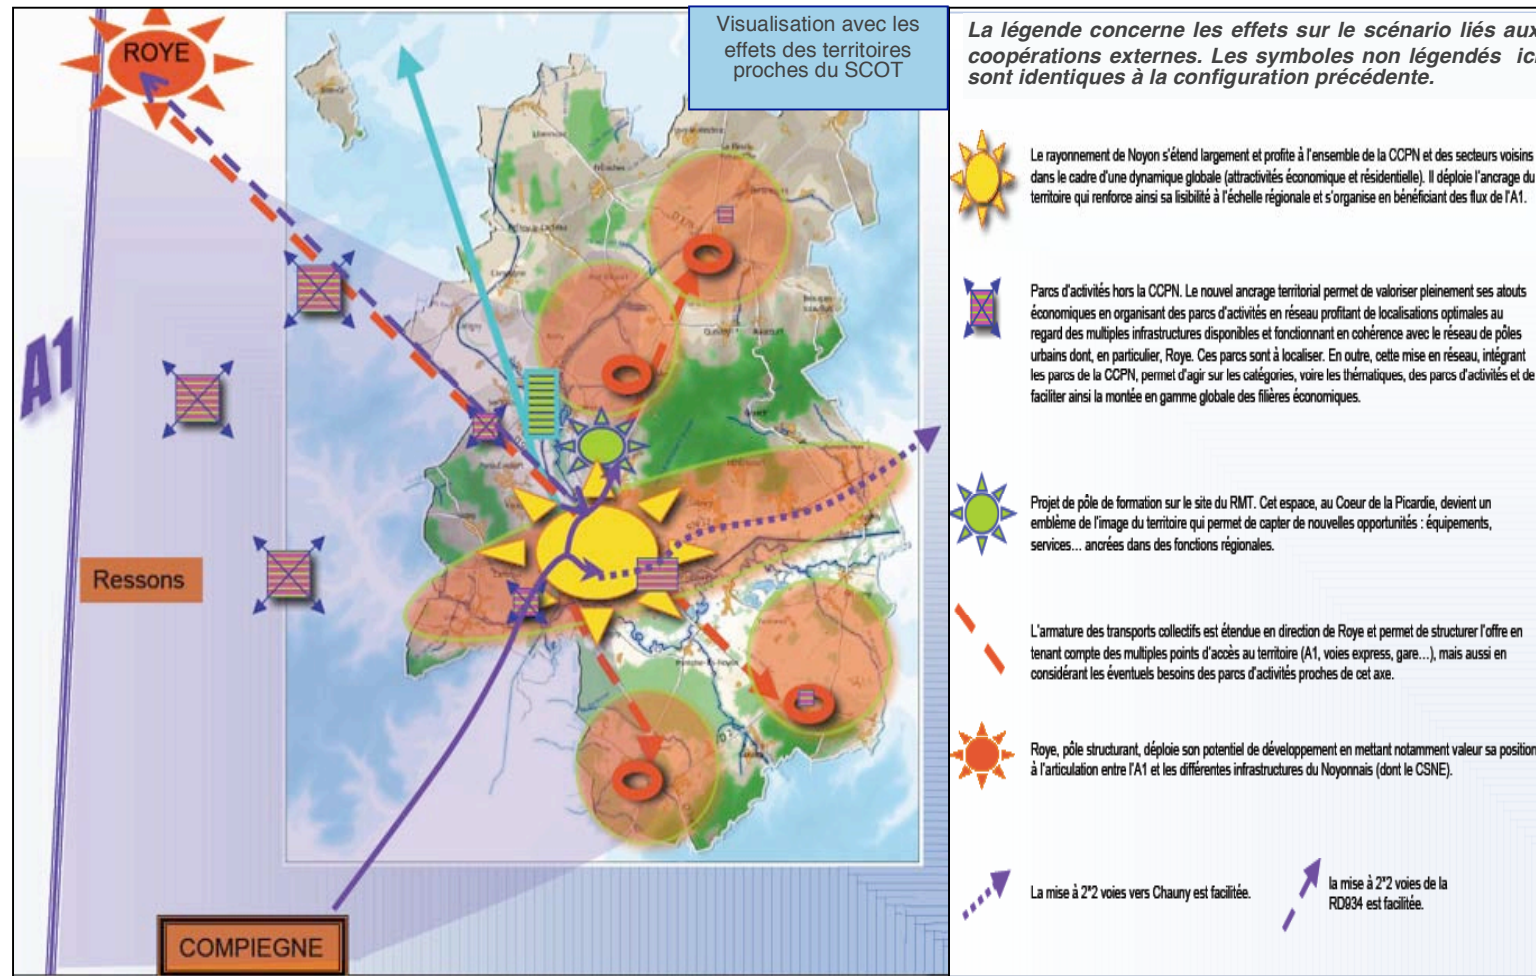 ROYE
Visualisation avec les
effets des territoires
proches du SCOT
A1
Ressons
COMPIEGNE
La légende concerne les effets sur le scénario liés aux
coopérations externes. Les symboles non légendés ici
sont identiques à la configuration précédente.
Le rayonnement de Noyon s'étend largement et profite à l'ensemble de la CCPN et des secteurs voisins
dans le cadre d'une dynamique globale (attractivités économique et résidentielle). Il déploie l'ancrage du
territoire qui renforce ainsi sa lisibilité à l'échelle régionale et s'organise en bénéficiant des flux de l'A1.
Parcs d'activités hors la CCPN. Le nouvel ancrage territorial permet de valoriser pleinement ses atouts
économiques en organisant des parcs d'activités en réseau profitant de localisations optimales au
regard des multiples infrastructures disponibles et fonctionnant en cohérence avec le réseau de pôles
urbains dont, en particulier, Roye. Ces parcs sont à localiser. En outre, cette mise en réseau, intégrant
les parcs de la CCPN, permet d'agir sur les catégories, voire les thématiques, des parcs d'activités et de
faciliter ainsi la montée en gamme globale des filières économiques.
Projet de pôle de formation sur le site du RMT. Cet espace, au Coeur de la Picardie, devient un
emblème de l'image du territoire qui permet de capter de nouvelles opportunités : équipements,
services... ancrées dans des fonctions régionales.
L'armature des transports collectifs est étendue en direction de Roye et permet de structurer l'offre en
tenant compte des multiples points d'accès au territoire (A1, voies express, gare...), mais aussi en
considérant les éventuels besoins des parcs d'activités proches de cet axe.
Roye, pôle structurant, déploie son potentiel de développement en mettant notamment valeur sa position
à l'articulation entre l'A1 et les différentes infrastructures du Noyonnais (dont le CSNE).
La mise à 2*2 voies vers Chauny est facilitée.
la mise à 2*2 voies de la
RD934 est facilitée.